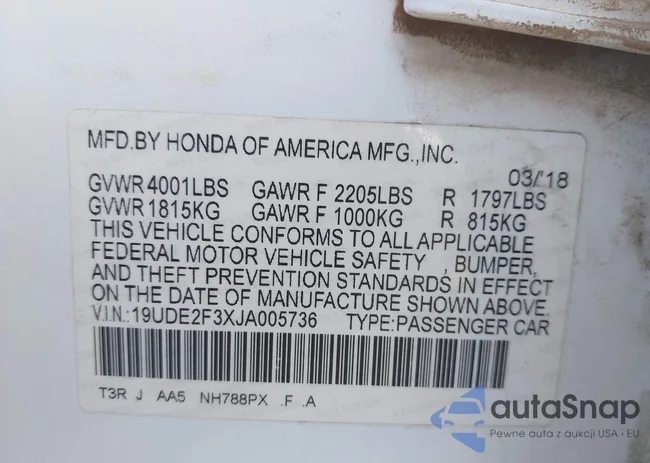 MFD.BY HONDA OF AMERICA MFG.,INC.
03/'18
GVWR 4001LBS GAWR F 2205LBS R 1797LBS
GVWR 1815KG GAWR F 1000KG R 815KG
THIS VEHICLE CONFORMS TO ALL APPLICABLE
FEDERAL MOTOR VEHICLE SAFETY , BUMPER,
AND THEFT PREVENTION STANDARDS IN EFFECT
ON THE DATE OF MANUFACTURE SHOWN ABOVE.
V.I.N.:19UDE2F3XJA005736 TYPE:PASSENGER CAR
T3R J AA5 NH788PX .F .A
autaSnap
Pewne auta z aukcji USA i EU